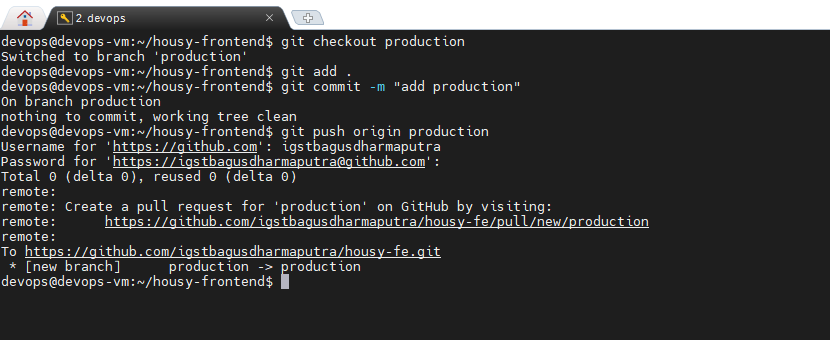 2. devops
devops@devops-vm:~/housy-frontend$ git checkout production
Switched to branch 'production'
devops@devops-vm:~/housy-frontend$ git add .
devops@devops-vm:~/housy-frontend$ git commit -m "add production"
On branch production
nothing to commit, working tree clean
devops@devops-vm:~/housy-frontend$ git push origin production
Username for 'https://github.com': igstbagusdharmaputra
Password for 'https://igstbagusdharmaputra@github.com':
Total 0 (delta 0), reused 0 (delta 0)
remote:
remote: Create a pull request for 'production' on GitHub by visiting:
remote:      https://github.com/igstbagusdharmaputra/housy-fe/pull/new/production
remote:
To https://github.com/igstbagusdharmaputra/housy-fe.git
 * [new branch]      production -> production
devops@devops-vm:~/housy-frontend$